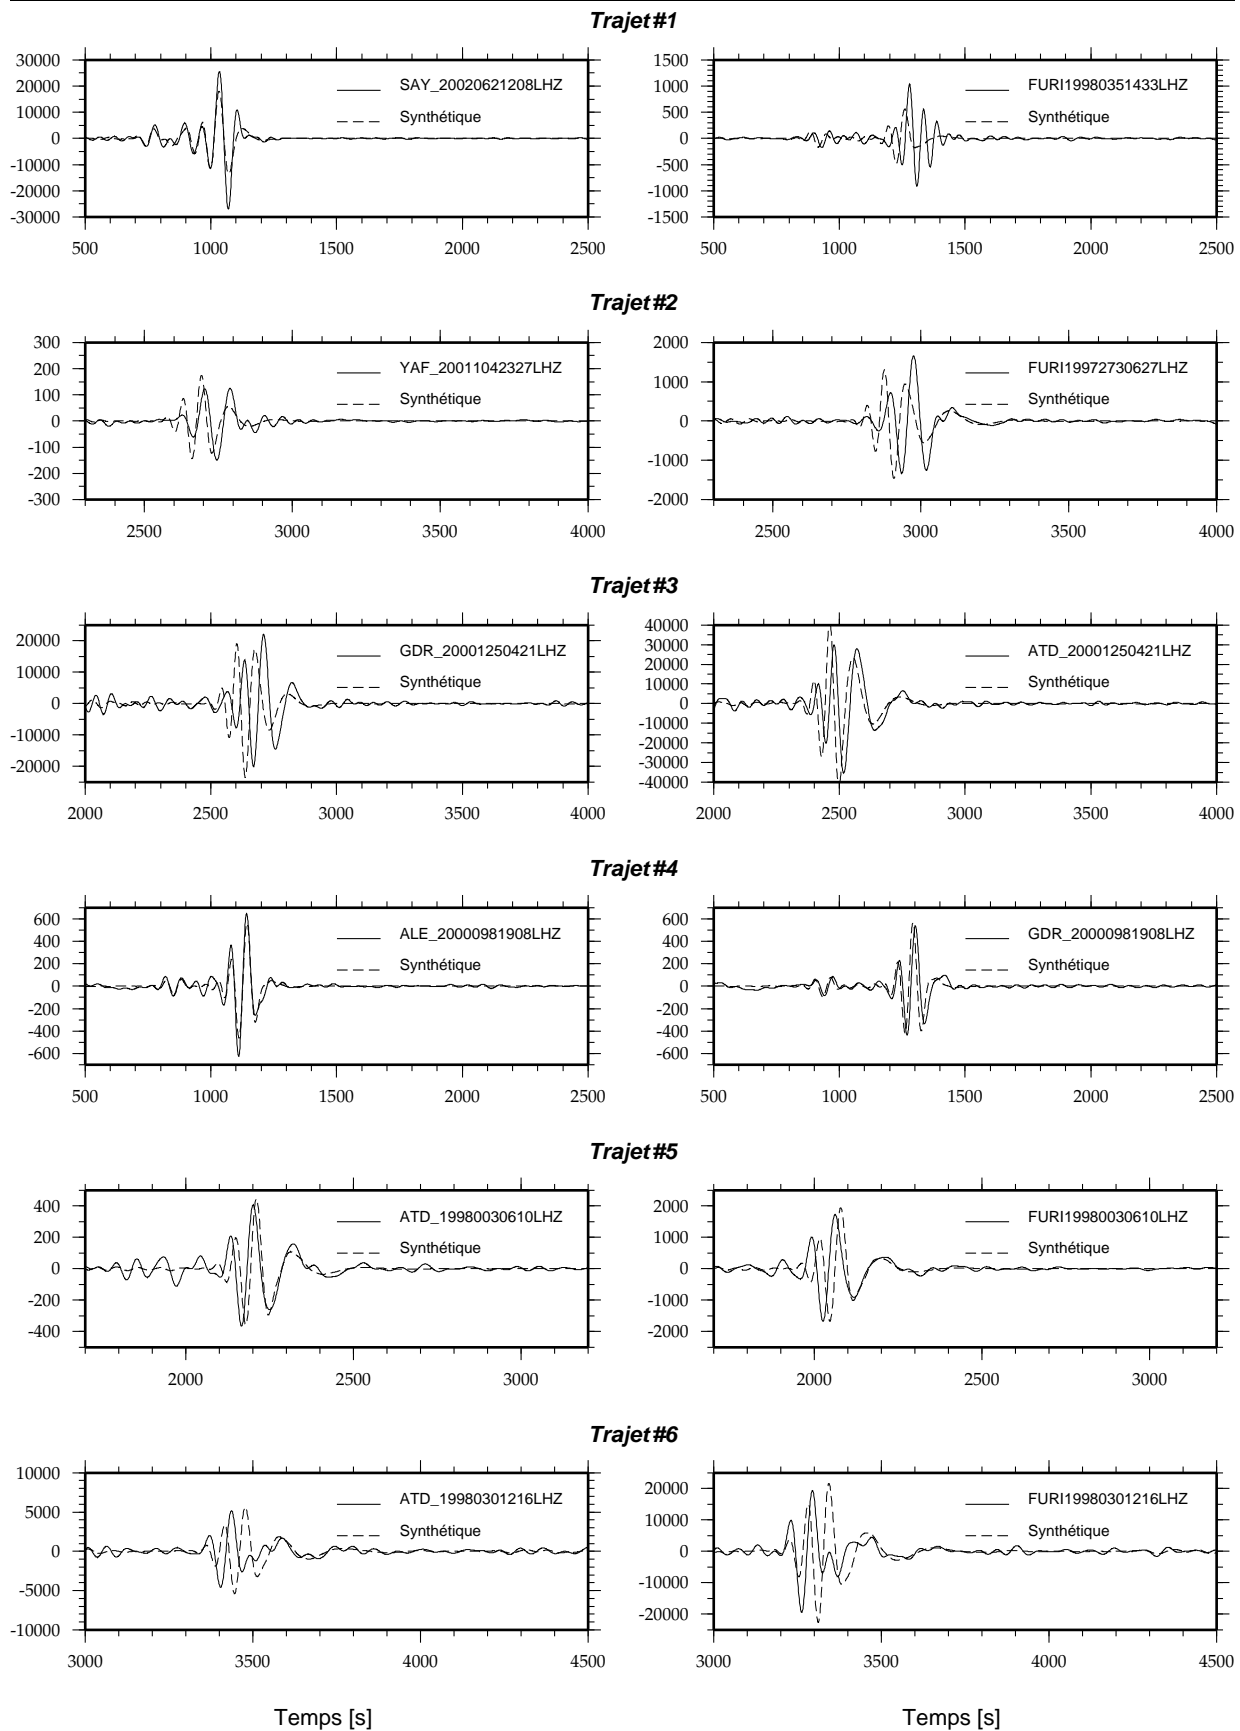 Trajet#1
30000
20000
10000
0
-10000
-20000
-30000
SAY_20020621208LHZ
Synthétique
500 1000 1500 2000 2500
1500
1000
500
0
-500
-1000
-1500
FURI19980351433LHZ
Synthétique
500 1000 1500 2000 2500
Trajet#2
300
200
100
0
-100
-200
-300
YAF_20011042327LHZ
Synthétique
2500 3000 3500 4000
2000
1000
0
-1000
-2000
FURI19972730627LHZ
Synthétique
2500 3000 3500 4000
Trajet#3
20000
10000
0
-10000
-20000
GDR_20001250421LHZ
Synthétique
2000 2500 3000 3500 4000
40000
30000
20000
10000
0
-10000
-20000
-30000
-40000
ATD_20001250421LHZ
Synthétique
2000 2500 3000 3500 4000
Trajet#4
600
400
200
0
-200
-400
-600
ALE_20000981908LHZ
Synthétique
500 1000 1500 2000 2500
600
400
200
0
-200
-400
-600
GDR_20000981908LHZ
Synthétique
500 1000 1500 2000 2500
Trajet#5
400
200
0
-200
-400
ATD_19980030610LHZ
Synthétique
2000 2500 3000
2000
1000
0
-1000
-2000
FURI19980030610LHZ
Synthétique
2000 2500 3000
Trajet#6
10000
5000
0
-5000
-10000
ATD_19980301216LHZ
Synthétique
3000 3500 4000 4500
20000
10000
0
-10000
-20000
FURI19980301216LHZ
Synthétique
3000 3500 4000 4500
Temps [s]
Temps [s]